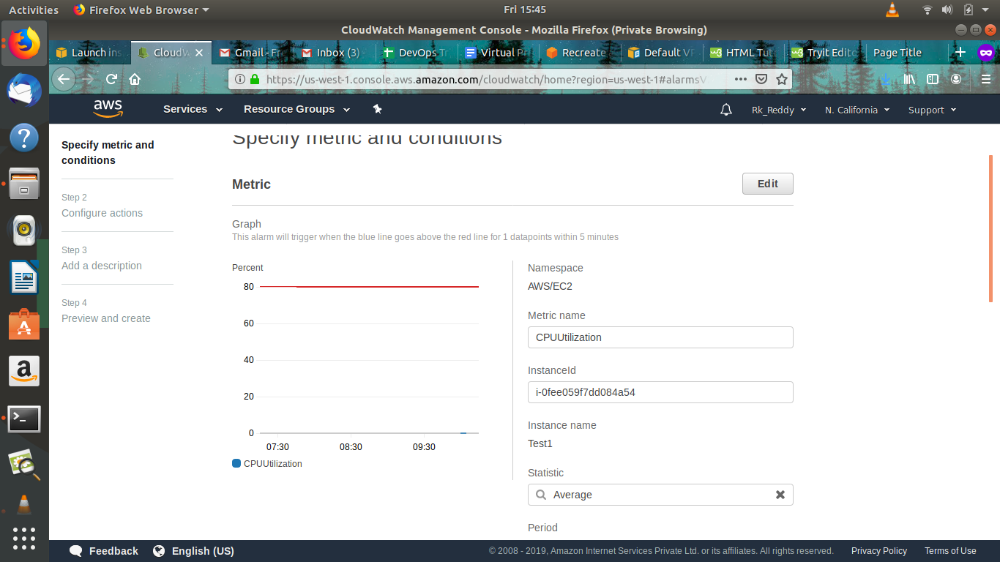 Activities Firefox Web Browser Fri 15:45
CloudWatch Management Console - Mozilla Firefox (Private Browsing)
Launch ins CloudW Gmail - Fr Inbox (3) - DevOps Tr Virtual Pr Recreate Default VP HTML Tut Tryit Edito Page Title
https://us-west-1.console.aws.amazon.com/cloudwatch/home?region=us-west-1#alarmsV
aws Services Resource Groups Rk_Reddy N. California Support
Specify metric and
conditions
Step 2
Configure actions
Step 3
Add a description
Step 4
Preview and create
Specify metric and conditions
Metric
Edit
Graph
This alarm will trigger when the blue line goes above the red line for 1 datapoints within 5 minutes
Percent
80
60
40
20
0
07:30 08:30 09:30
CPUUtilization
Namespace
AWS/EC2
Metric name
CPUUtilization
InstanceId
i-0fee059f7dd084a54
Instance name
Test1
Statistic
Average
Period
Feedback English (US) © 2008 - 2019, Amazon Internet Services Private Ltd. or its affiliates. All rights reserved. Privacy Policy Terms of Use